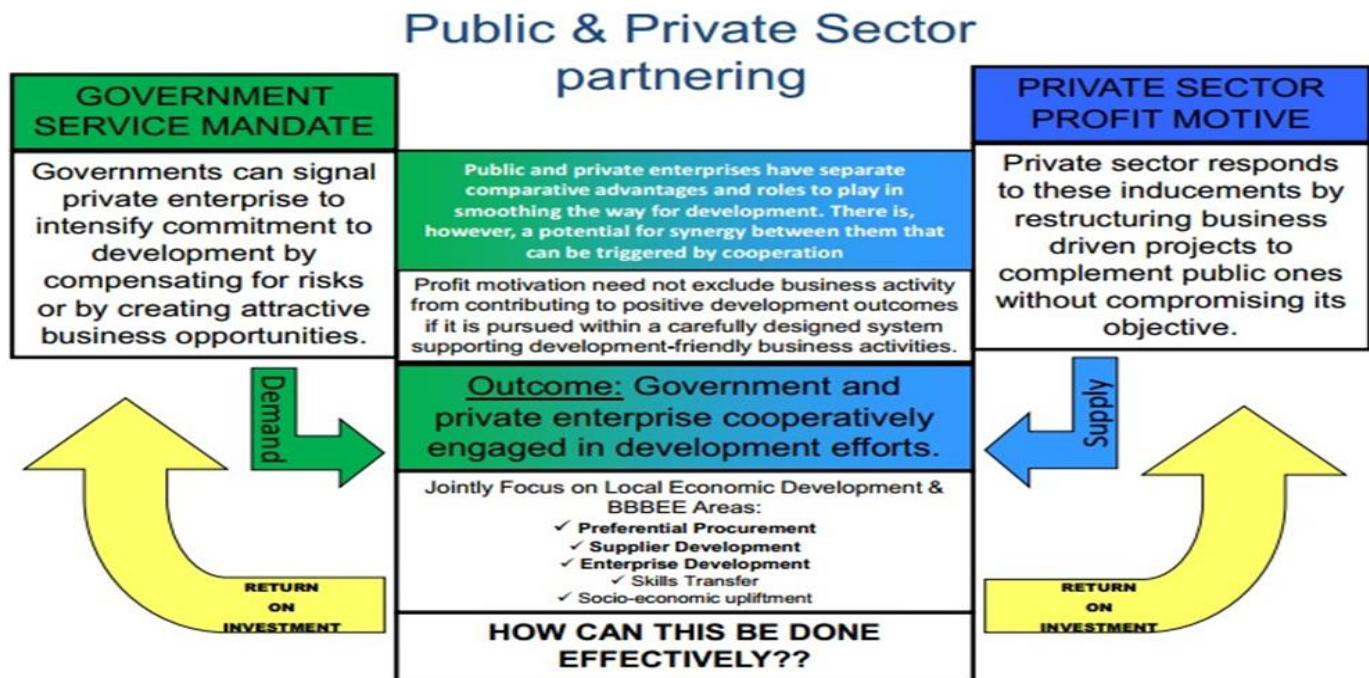 Public & Private Sector
partnering
GOVERNMENT
SERVICE MANDATE
Governments can signal
private enterprise to
intensify commitment to
development by
compensating for risks
or by creating attractive
business opportunities.
Public and private enterprises have separate
comparative advantages and roles to play in
smoothing the way for development. There is,
however, a potential for synergy between them that
can be triggered by cooperation
Profit motivation need not exclude business activity
from contributing to positive development outcomes
if it is pursued within a carefully designed system
supporting development-friendly business activities.
PRIVATE SECTOR
PROFIT MOTIVE
Private sector responds
to these inducements by
restructuring business
driven projects to
complement public ones
without compromising its
objective.
Demand
Outcome: Government and
private enterprise cooperatively
engaged in development efforts.
Supply
Jointly Focus on Local Economic Development &
BBBEE Areas:
✓ Preferential Procurement
✓ Supplier Development
✓ Enterprise Development
✓ Skills Transfer
✓ Socio-economic upliftment
RETURN
ON
INVESTMENT
RETURN
ON
INVESTMENT
HOW CAN THIS BE DONE
EFFECTIVELY??